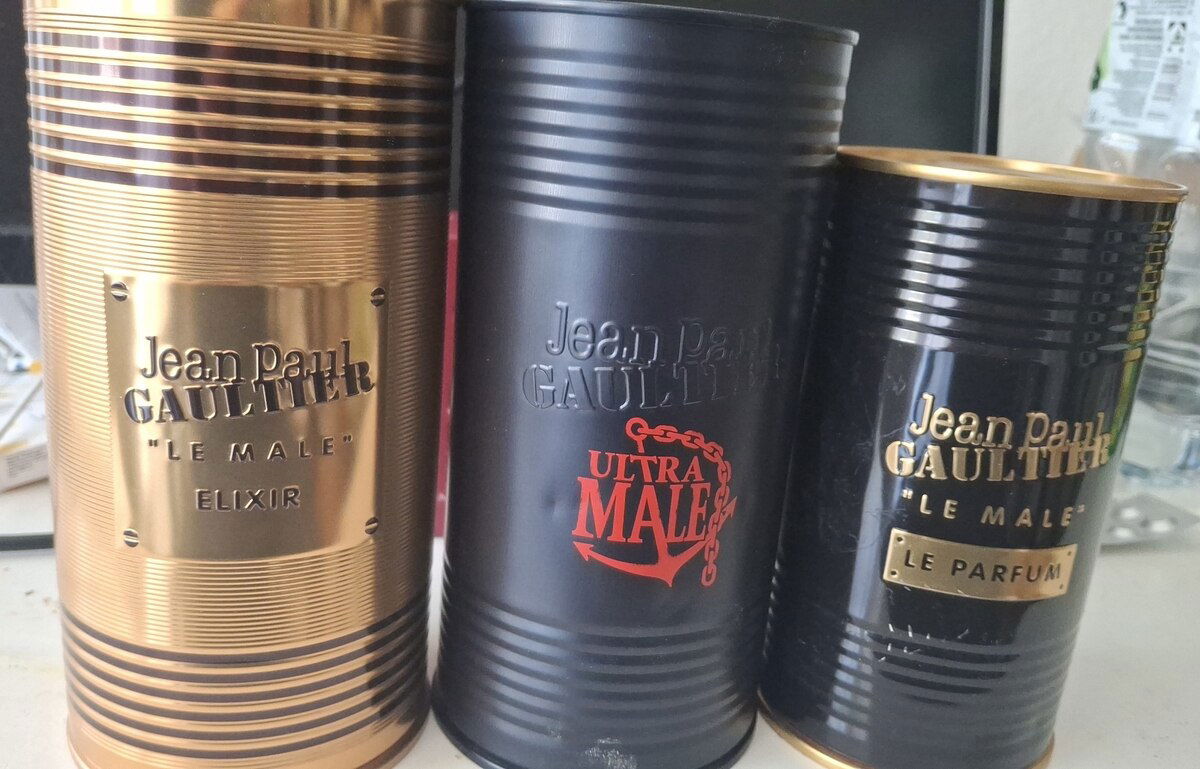 Jean Paul
GAULTIER
"LE MALE"
ELIXIR
Jean Paul
GAULTIER
ULTRA
MALE
Jean Paul
GAULTIER
"LE MALE"
LE PARFUM